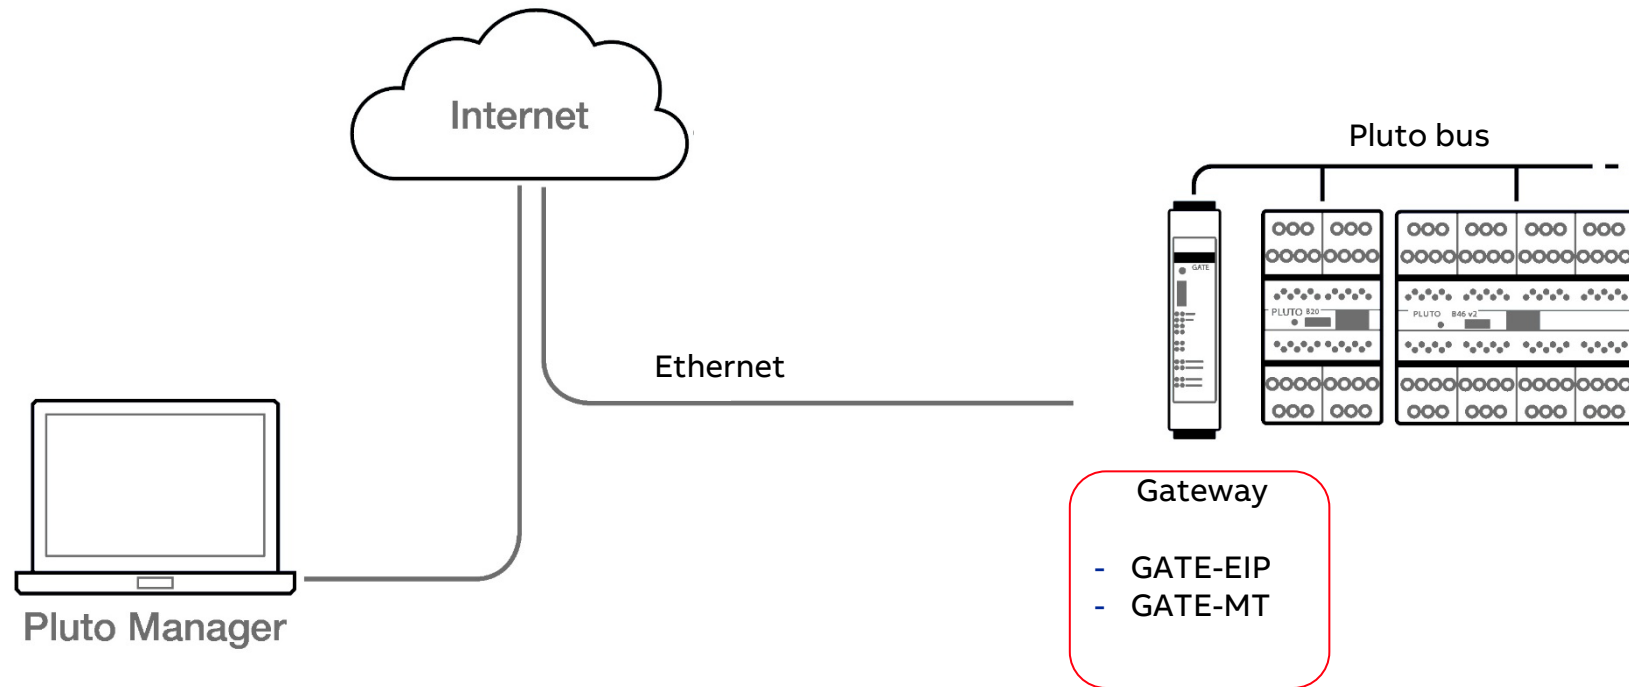 Internet
Pluto bus
GATE
PLUTO B20
PLUTO B46 v2
Ethernet
Gateway
- GATE-EIP
- GATE-MT
Pluto Manager